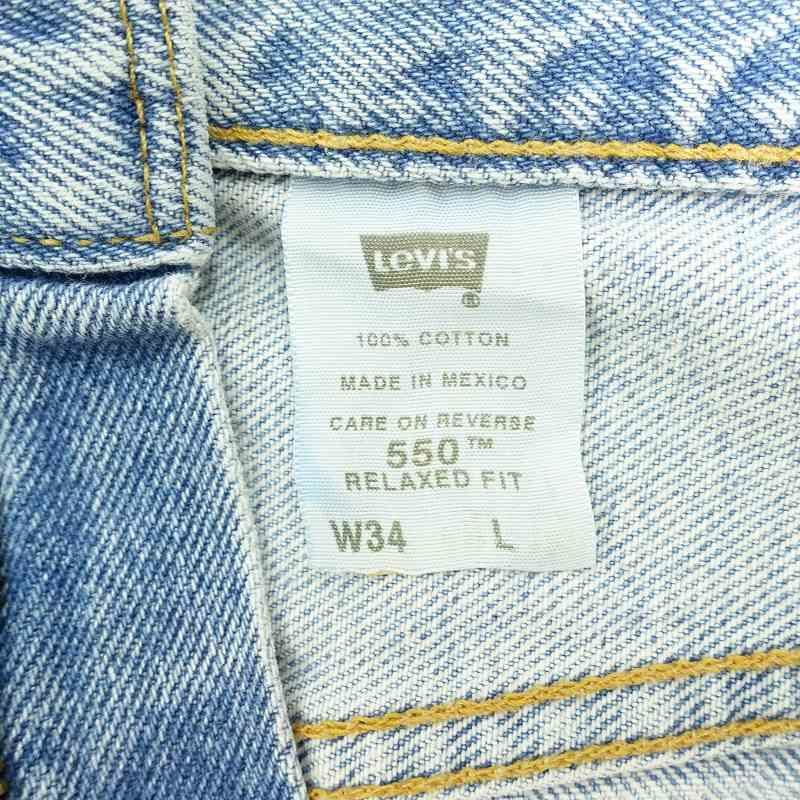 LEVI'S
®
100% COTTON
MADE IN MEXICO
CARE ON REVERSE
550™
RELAXED FIT
W34 L